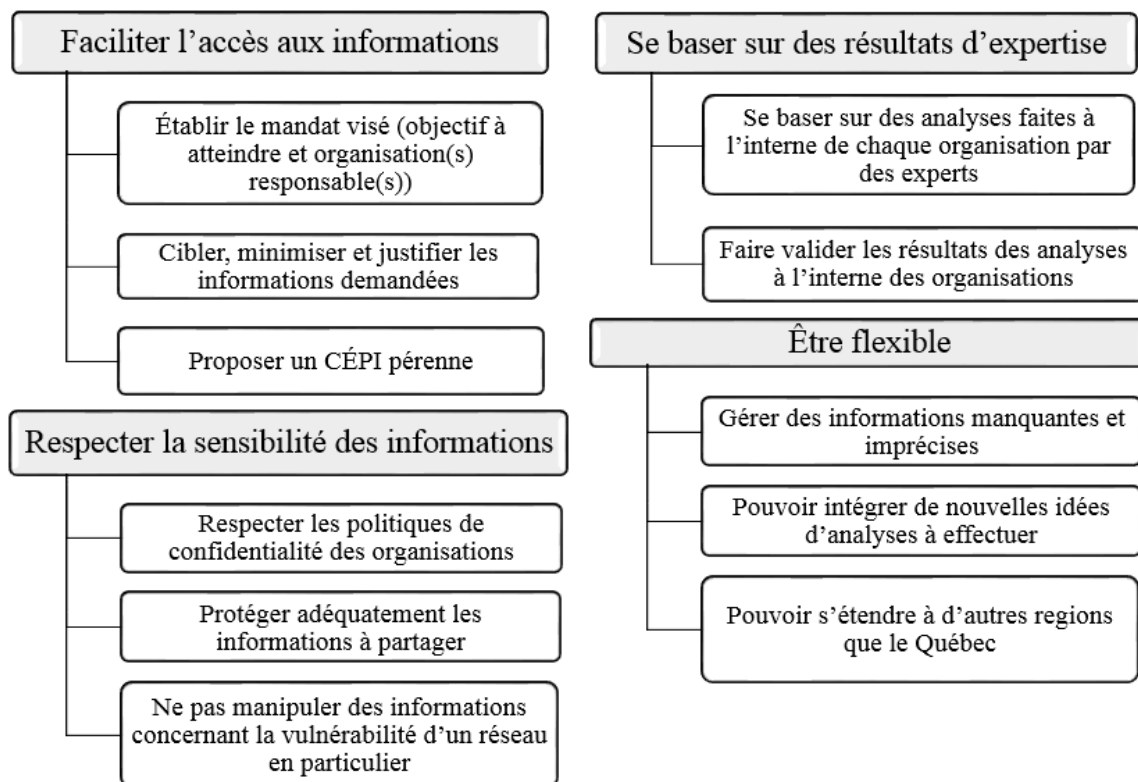 Faciliter l’accès aux informations
Établir le mandat visé (objectif à
atteindre et organisation(s)
responsable(s))
Cibler, minimiser et justifier les
informations demandées
Proposer un CÉPI pérenne
Respecter la sensibilité des informations
Respecter les politiques de
confidentialité des organisations
Protéger adéquatement les
informations à partager
Ne pas manipuler des informations
concernant la vulnérabilité d’un réseau
en particulier
Se baser sur des résultats d’expertise
Se baser sur des analyses faites à
l’interne de chaque organisation par
des experts
Faire valider les résultats des analyses
à l’interne des organisations
Être flexible
Gérer des informations manquantes et
imprécises
Pouvoir intégrer de nouvelles idées
d’analyses à effectuer
Pouvoir s’étendre à d’autres regions
que le Québec